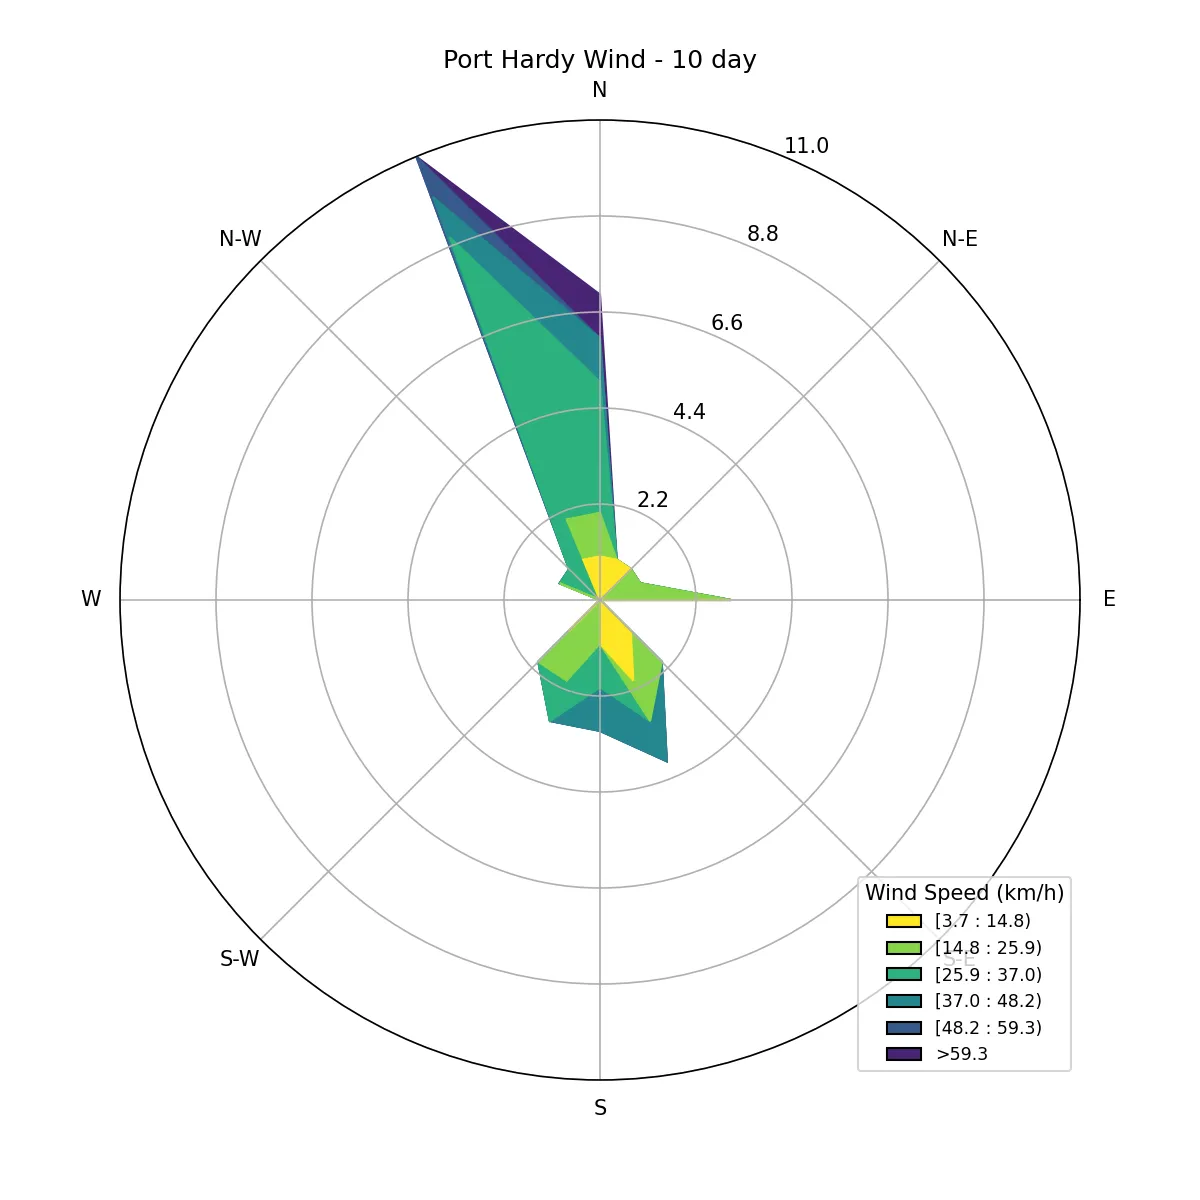 Port Hardy Wind - 10 day
N
11.0
N-W
8.8
N-E
6.6
4.4
2.2
W
E
S-W
S-E
S
Wind Speed (km/h)
[3.7 : 14.8)
[14.8 : 25.9)
[25.9 : 37.0)
[37.0 : 48.2)
[48.2 : 59.3)
>59.3